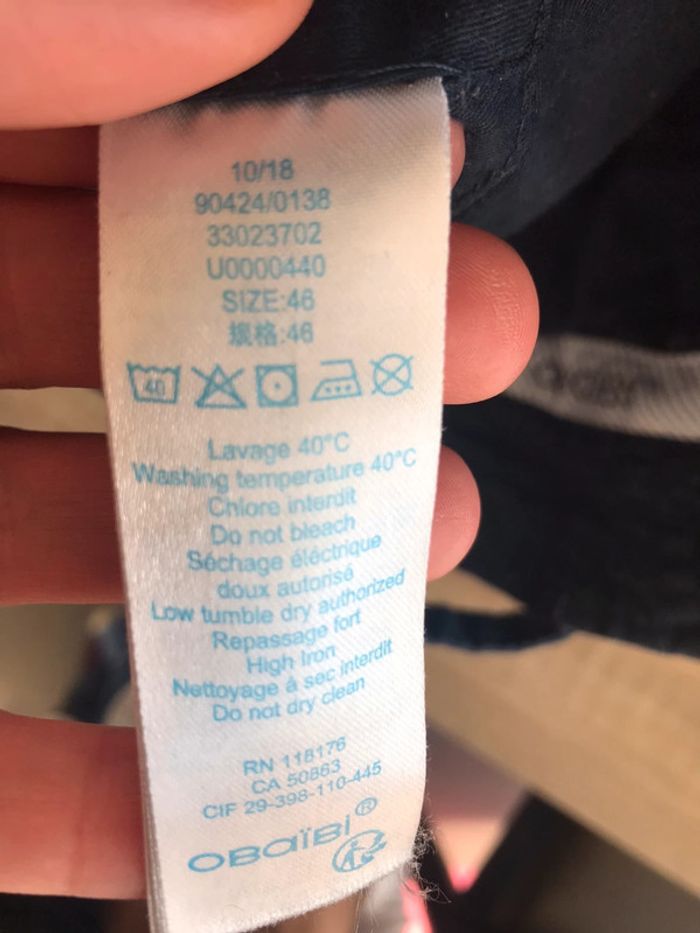 10/18
90424/0138
33023702
U0000440
SIZE:46
规格:46
40
Lavage 40°C
Washing temperature 40°C
Chlore interdit
Do not bleach
Séchage éléctrique
doux autorisé
Low tumble dry authorized
Repassage fort
High Iron
Nettoyage à sec interdit
Do not dry clean
RN 118176
CA 50863
CIF 29-398-110-445
OBaïBi®